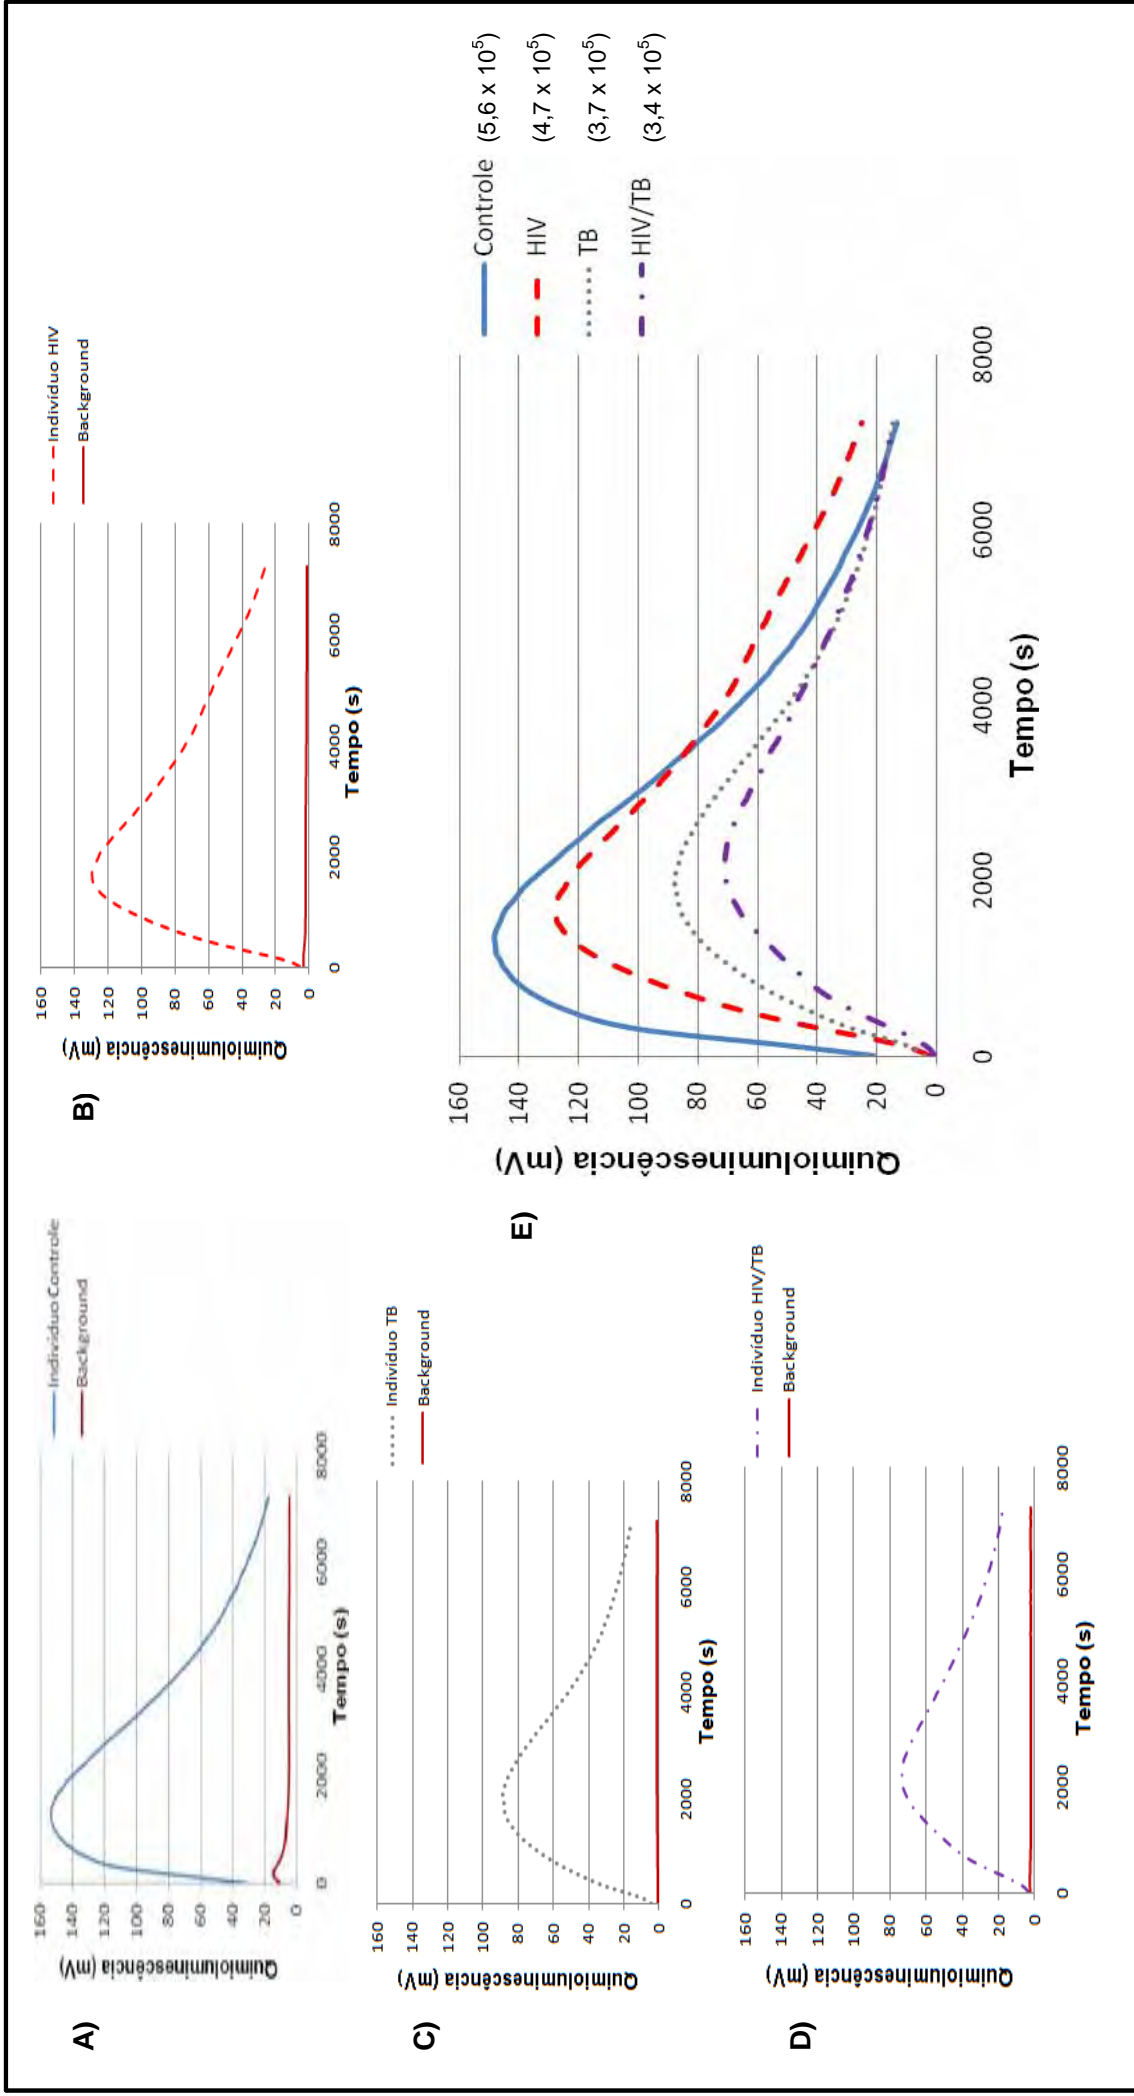 A)
Quimioluminescência (mV)
160
140
120
100
80
60
40
20
0
0
2000
4000
6000
8000
Tempo (s)
Indivíduo Controle
Background
B)
Quimioluminescência (mV)
160
140
120
100
80
60
40
20
0
0
2000
4000
6000
8000
Tempo (s)
Indivíduo HIV
Background
C)
Quimioluminescência (mV)
160
140
120
100
80
60
40
20
0
0
2000
4000
6000
8000
Tempo (s)
Indivíduo TB
Background
D)
Quimioluminescência (mV)
160
140
120
100
80
60
40
20
0
0
2000
4000
6000
8000
Tempo (s)
Indivíduo HIV/TB
Background
E)
Quimioluminescência (mV)
160
140
120
100
80
60
40
20
0
0
2000
4000
6000
8000
Tempo (s)
Controle (5,6 x 10⁵)
HIV (4,7 x 10⁵)
TB (3,7 x 10⁵)
HIV/TB (3,4 x 10⁵)